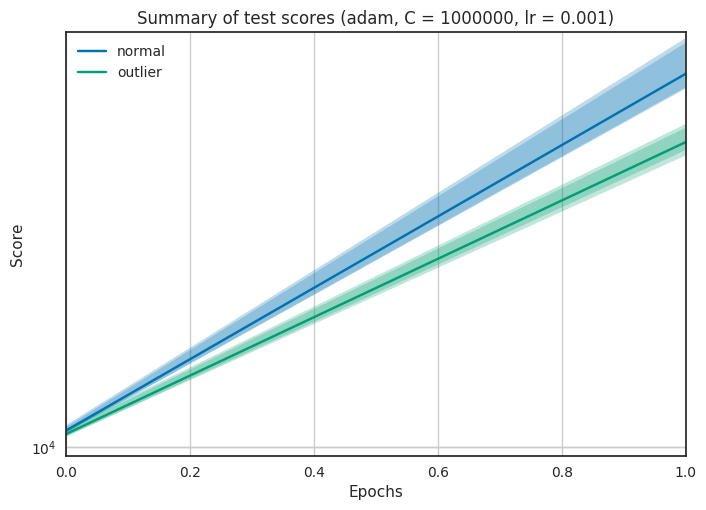 Summary of test scores (adam, C = 1000000, lr = 0.001)
normal
outlier
Score
10⁴
0.0 0.2 0.4 0.6 0.8 1.0
Epochs